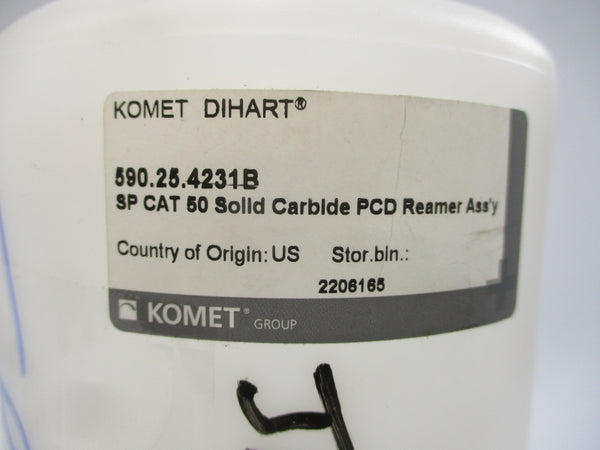 KOMET DIHART®
590.25.4231B
SP CAT 50 Solid Carbide PCD Reamer Ass'y
Country of Origin: US Stor.bin.:
2206165
KOMET® GROUP